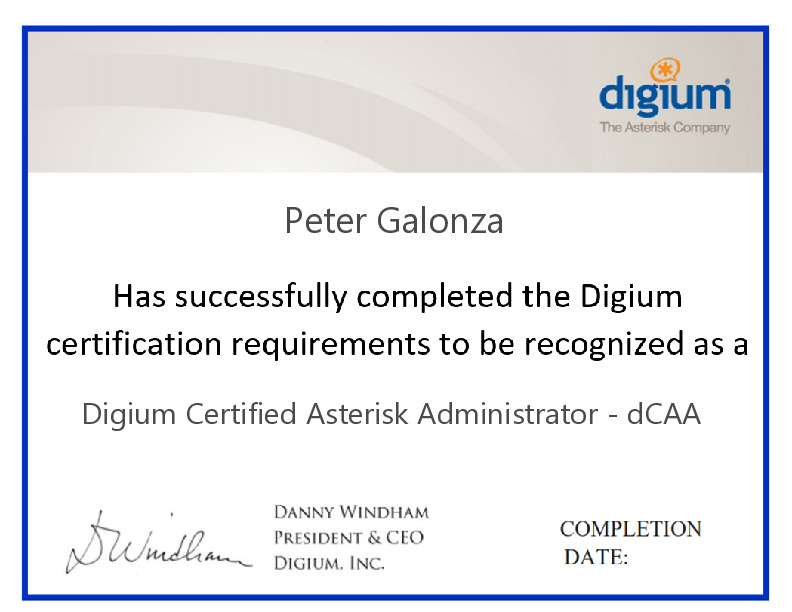 digium
The Asterisk Company
Peter Galonza
Has successfully completed the Digium
certification requirements to be recognized as a
Digium Certified Asterisk Administrator - dCAA
DWindham
DANNY WINDHAM
PRESIDENT & CEO
DIGIUM. INC.
COMPLETION
DATE: